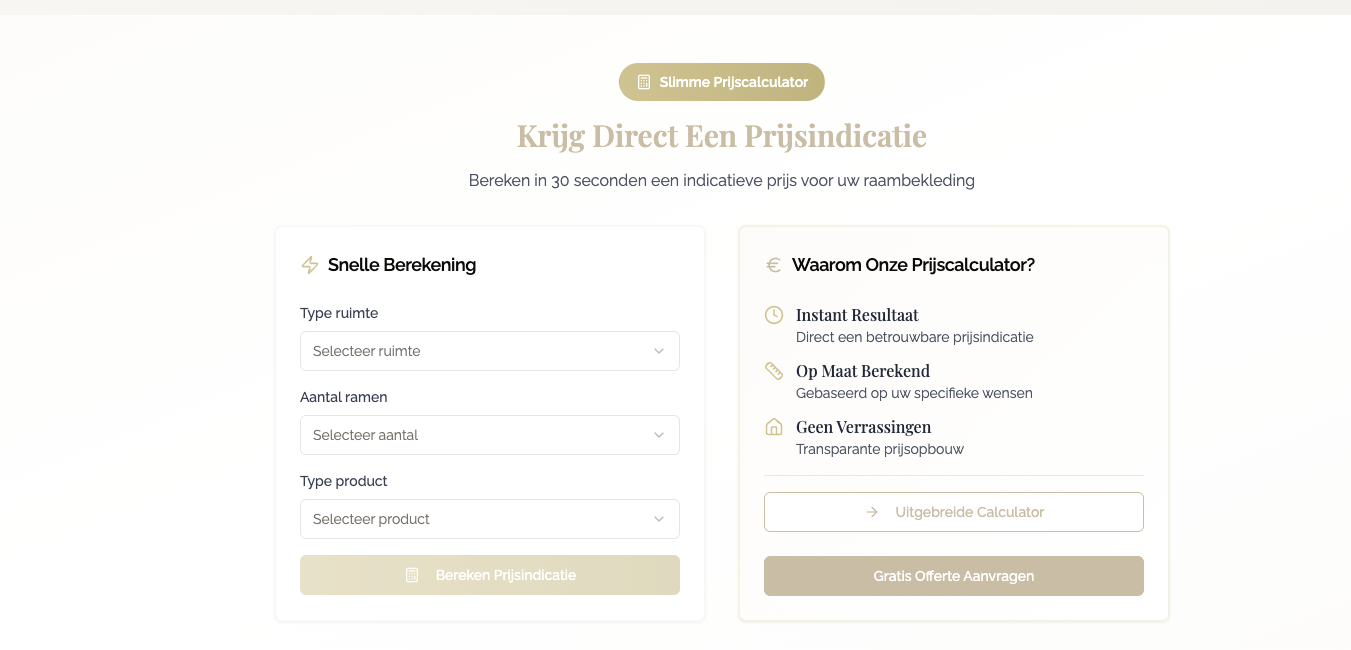 Slimme Prijscalculator
Krijg Direct Een Prijsindicatie
Bereken in 30 seconden een indicatieve prijs voor uw raambekleding
Snelle Berekening
Type ruimte
Selecteer ruimte
Aantal ramen
Selecteer aantal
Type product
Selecteer product
Bereken Prijsindicatie
€ Waarom Onze Prijscalculator?
Instant Resultaat
Direct een betrouwbare prijsindicatie
Op Maat Berekend
Gebaseerd op uw specifieke wensen
Geen Verrassingen
Transparante prijsopbouw
Uitgebreide Calculator
Gratis Offerte Aanvragen